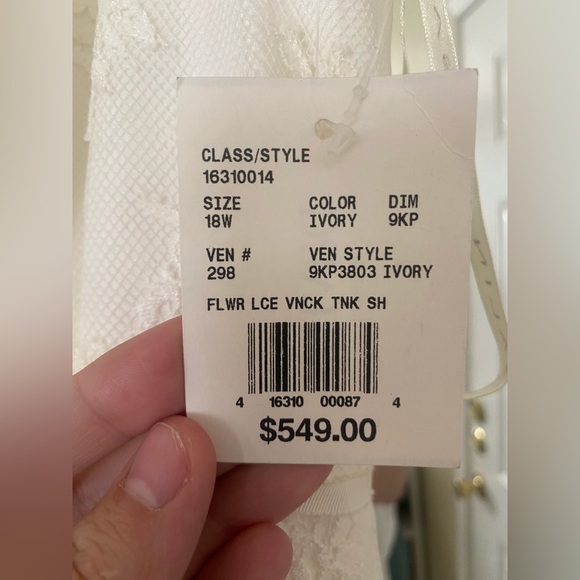 CLASS/STYLE
16310014
SIZE COLOR DIM
18W IVORY 9KP
VEN # VEN STYLE
298 9KP3803 IVORY
FLWR LCE VNCK TNK SH
4 16310 00087 4
$549.00